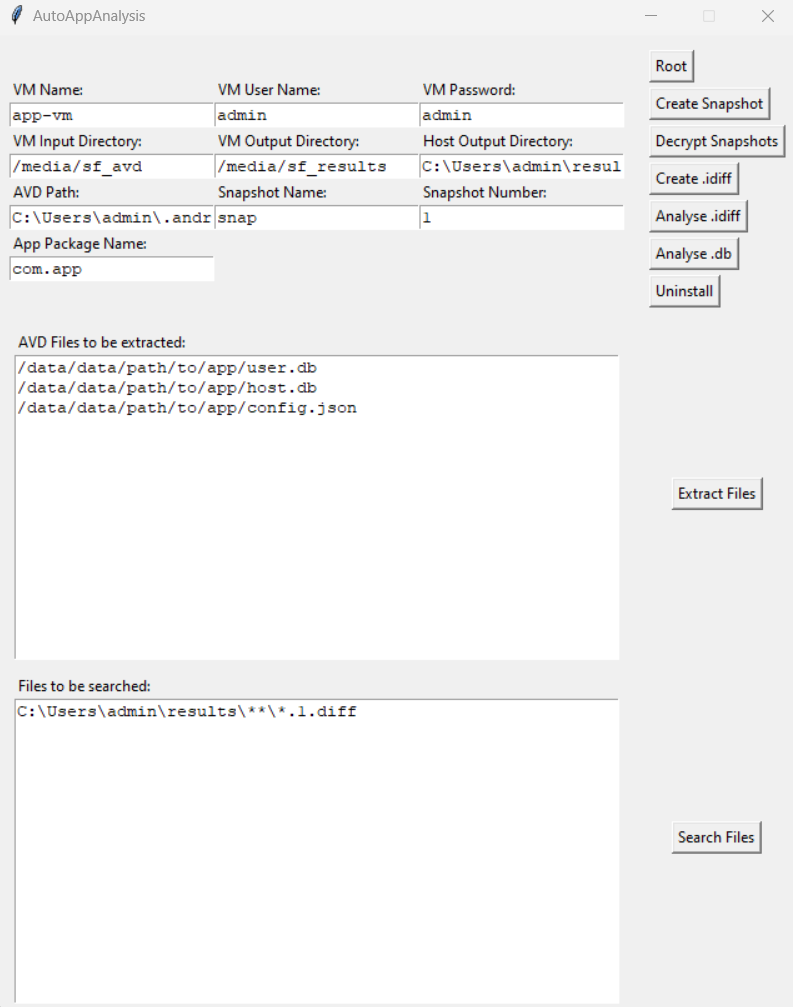 AutoAppAnalysis
Root
VM Name: VM User Name: VM Password:
app-vm admin admin
Create Snapshot
VM Input Directory: VM Output Directory: Host Output Directory:
Decrypt Snapshots
/media/sf_avd /media/sf_results C:\Users\admin\resul
Create .idiff
AVD Path: Snapshot Name: Snapshot Number:
C:\Users\admin\.andr snap 1
Analyse .idiff
App Package Name:
Analyse .db
com.app
Uninstall
AVD Files to be extracted:
/data/data/path/to/app/user.db
/data/data/path/to/app/host.db
/data/data/path/to/app/config.json
Extract Files
Files to be searched:
C:\Users\admin\results\**\*.1.diff
Search Files